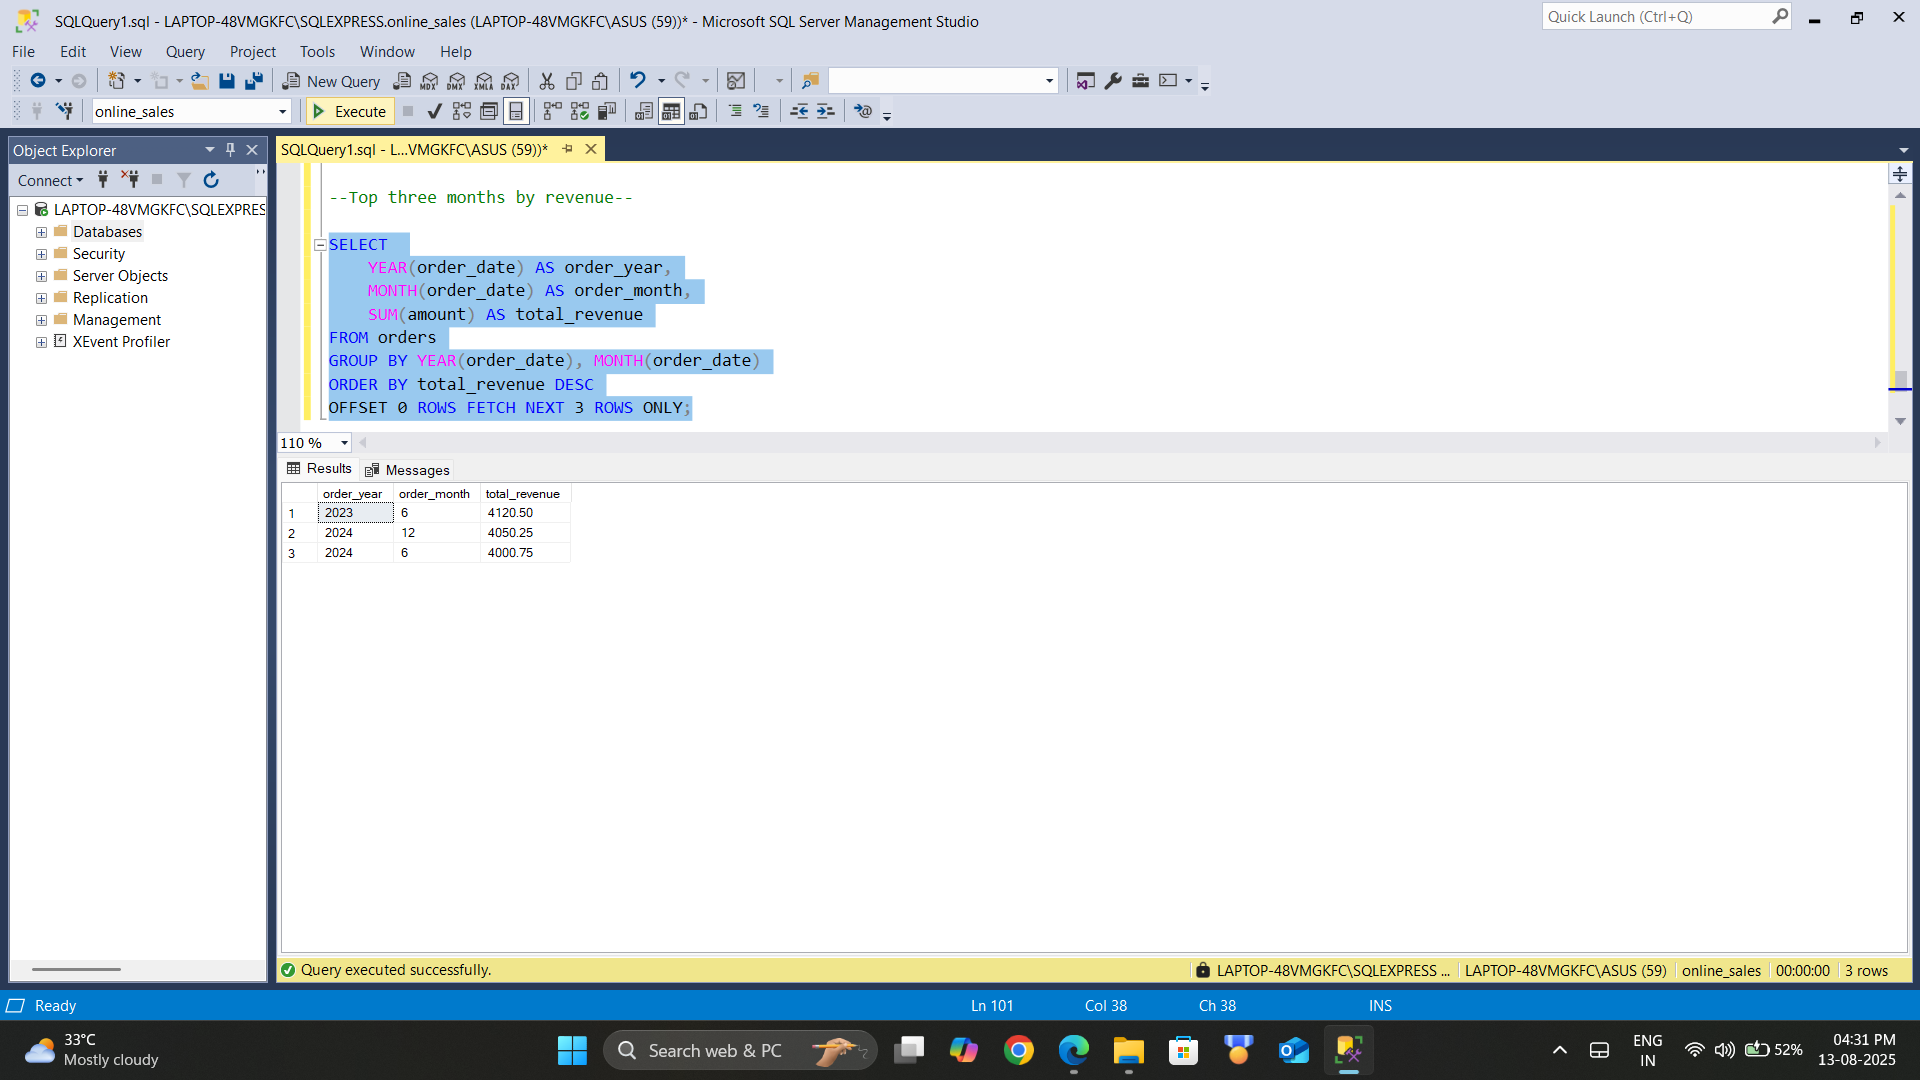 SQLQuery1.sql - LAPTOP-48VMGKFC\SQLEXPRESS.online_sales (LAPTOP-48VMGKFC\ASUS (59))* - Microsoft SQL Server Management Studio
Quick Launch (Ctrl+Q)
File Edit View Query Project Tools Window Help
New Query MDX DMX XMLA DAX
online_sales Execute
Object Explorer
SQLQuery1.sql - L...VMGKFC\ASUS (59))*
Connect
LAPTOP-48VMGKFC\SQLEXPRES
Databases
Security
Server Objects
Replication
Management
XEvent Profiler
--Top three months by revenue--
SELECT
YEAR(order_date) AS order_year,
MONTH(order_date) AS order_month,
SUM(amount) AS total_revenue
FROM orders
GROUP BY YEAR(order_date), MONTH(order_date)
ORDER BY total_revenue DESC
OFFSET 0 ROWS FETCH NEXT 3 ROWS ONLY;
110 %
Results Messages
order_year order_month total_revenue
1 2023 6 4120.50
2 2024 12 4050.25
3 2024 6 4000.75
Query executed successfully.
LAPTOP-48VMGKFC\SQLEXPRESS ... LAPTOP-48VMGKFC\ASUS (59) online_sales 00:00:00 3 rows
Ready Ln 101 Col 38 Ch 38 INS
33°C
Mostly cloudy
Search web & PC
ENG
IN
52%
04:31 PM
13-08-2025